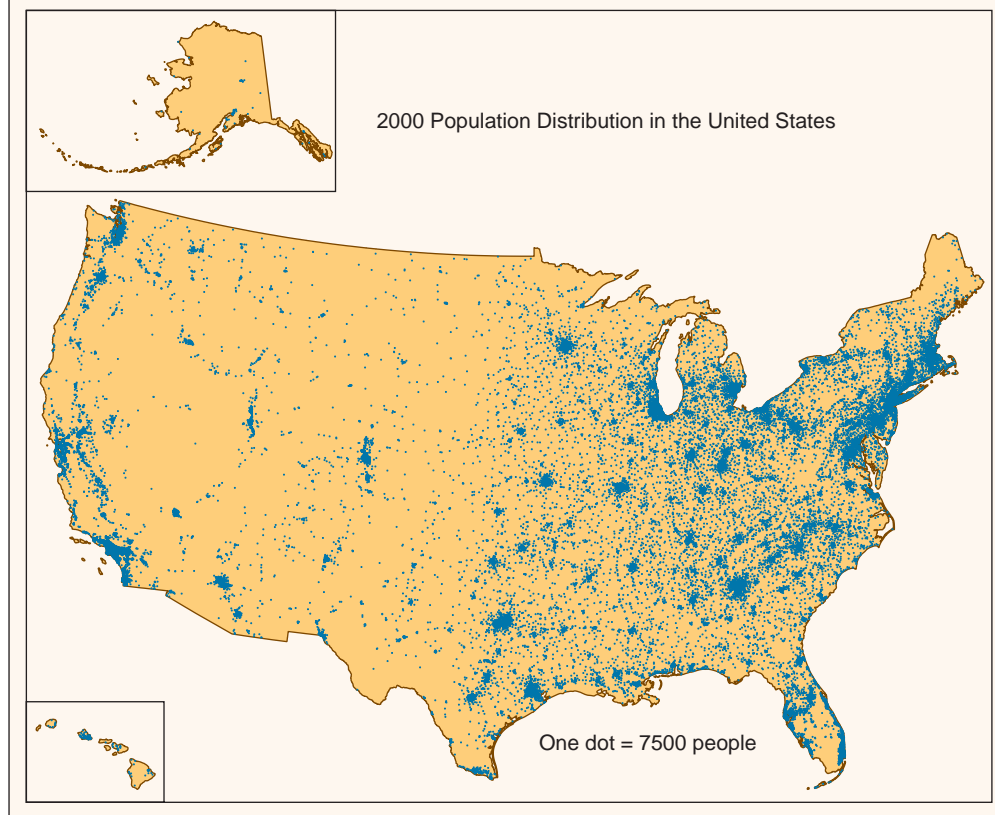 2000 Population Distribution in the United States
One dot = 7500 people